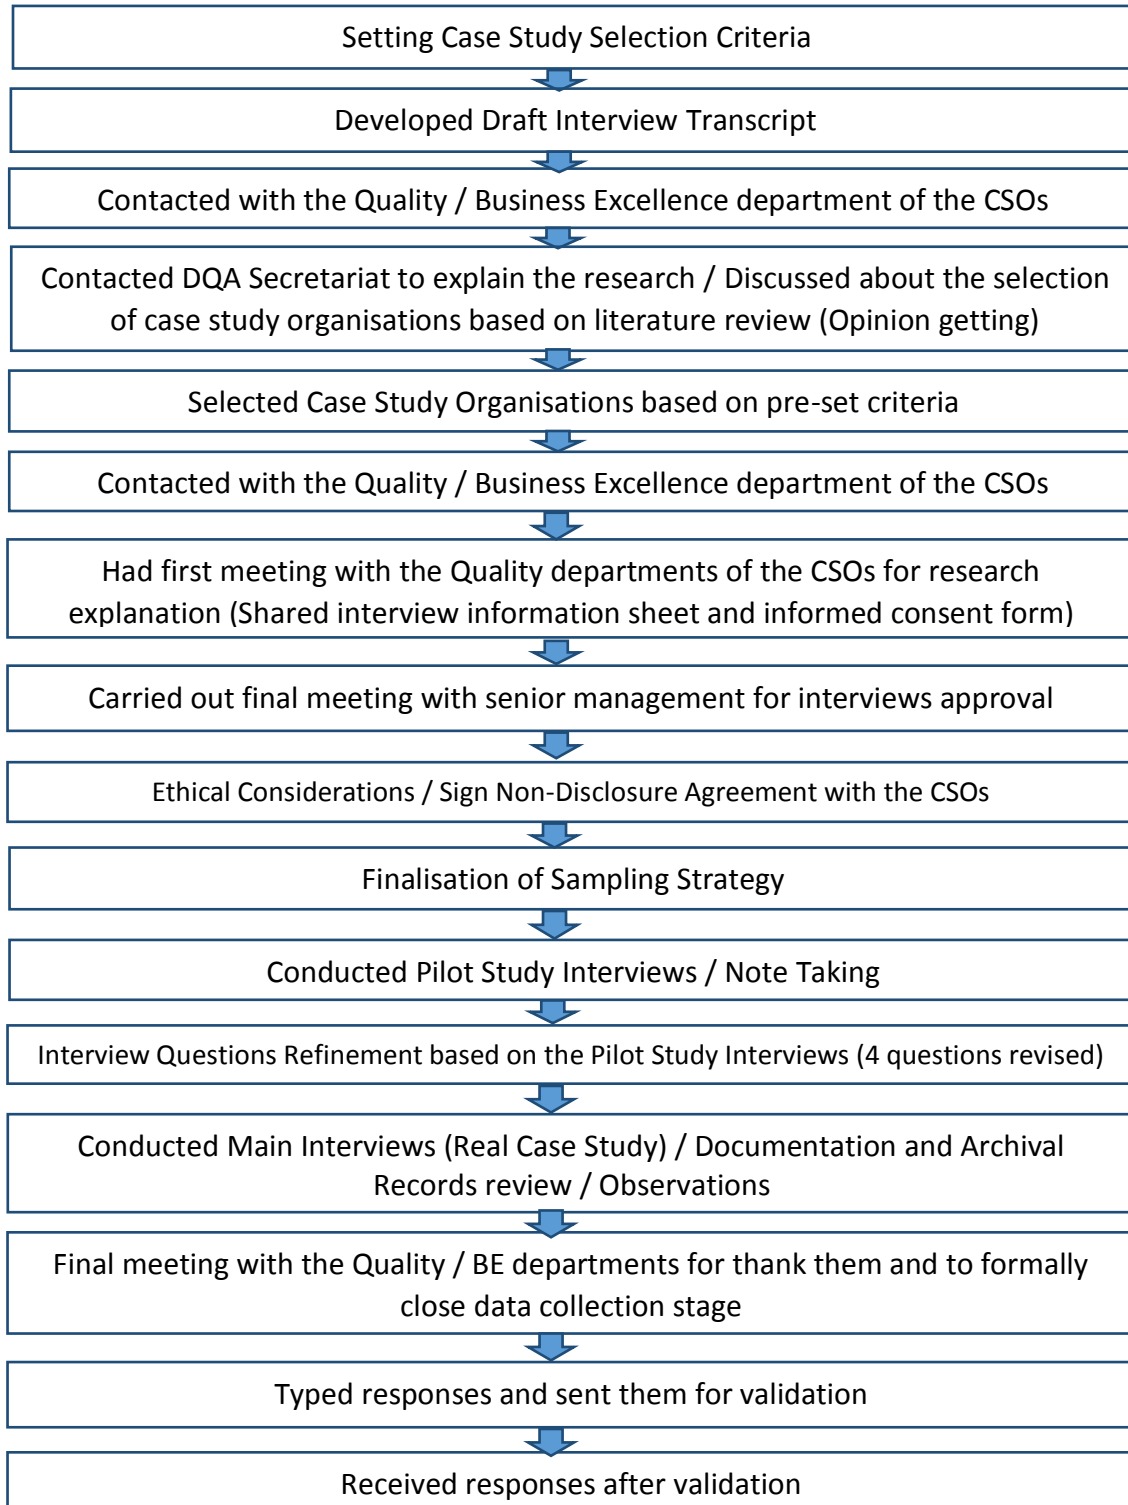 Setting Case Study Selection Criteria
Developed Draft Interview Transcript
Contacted with the Quality / Business Excellence department of the CSOs
Contacted DQA Secretariat to explain the research / Discussed about the selection
of case study organisations based on literature review (Opinion getting)
Selected Case Study Organisations based on pre-set criteria
Contacted with the Quality / Business Excellence department of the CSOs
Had first meeting with the Quality departments of the CSOs for research
explanation (Shared interview information sheet and informed consent form)
Carried out final meeting with senior management for interviews approval
Ethical Considerations / Sign Non-Disclosure Agreement with the CSOs
Finalisation of Sampling Strategy
Conducted Pilot Study Interviews / Note Taking
Interview Questions Refinement based on the Pilot Study Interviews (4 questions revised)
Conducted Main Interviews (Real Case Study) / Documentation and Archival
Records review / Observations
Final meeting with the Quality / BE departments for thank them and to formally
close data collection stage
Typed responses and sent them for validation
Received responses after validation